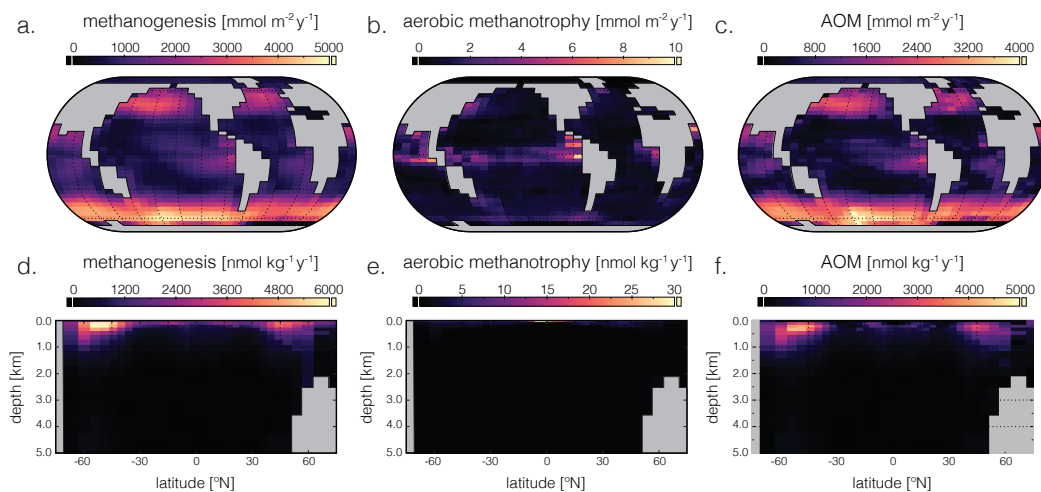 a. methanogenesis [mmol m-2 y-1]
0 1000 2000 3000 4000 5000
b. aerobic methanotrophy [mmol m-2 y-1]
0 2 4 6 8 10
c. AOM [mmol m-2 y-1]
0 800 1600 2400 3200 4000
d. methanogenesis [nmol kg-1 y-1]
0 1200 2400 3600 4800 6000
e. aerobic methanotrophy [nmol kg-1 y-1]
0 5 10 15 20 25 30
f. AOM [nmol kg-1 y-1]
0 1000 2000 3000 4000 5000
depth [km]
0.0
1.0
2.0
3.0
4.0
5.0
-60 -30 0 30 60
latitude [ºN]
depth [km]
0.0
1.0
2.0
3.0
4.0
5.0
-60 -30 0 30 60
latitude [ºN]
depth [km]
0.0
1.0
2.0
3.0
4.0
5.0
-60 -30 0 30 60
latitude [ºN]